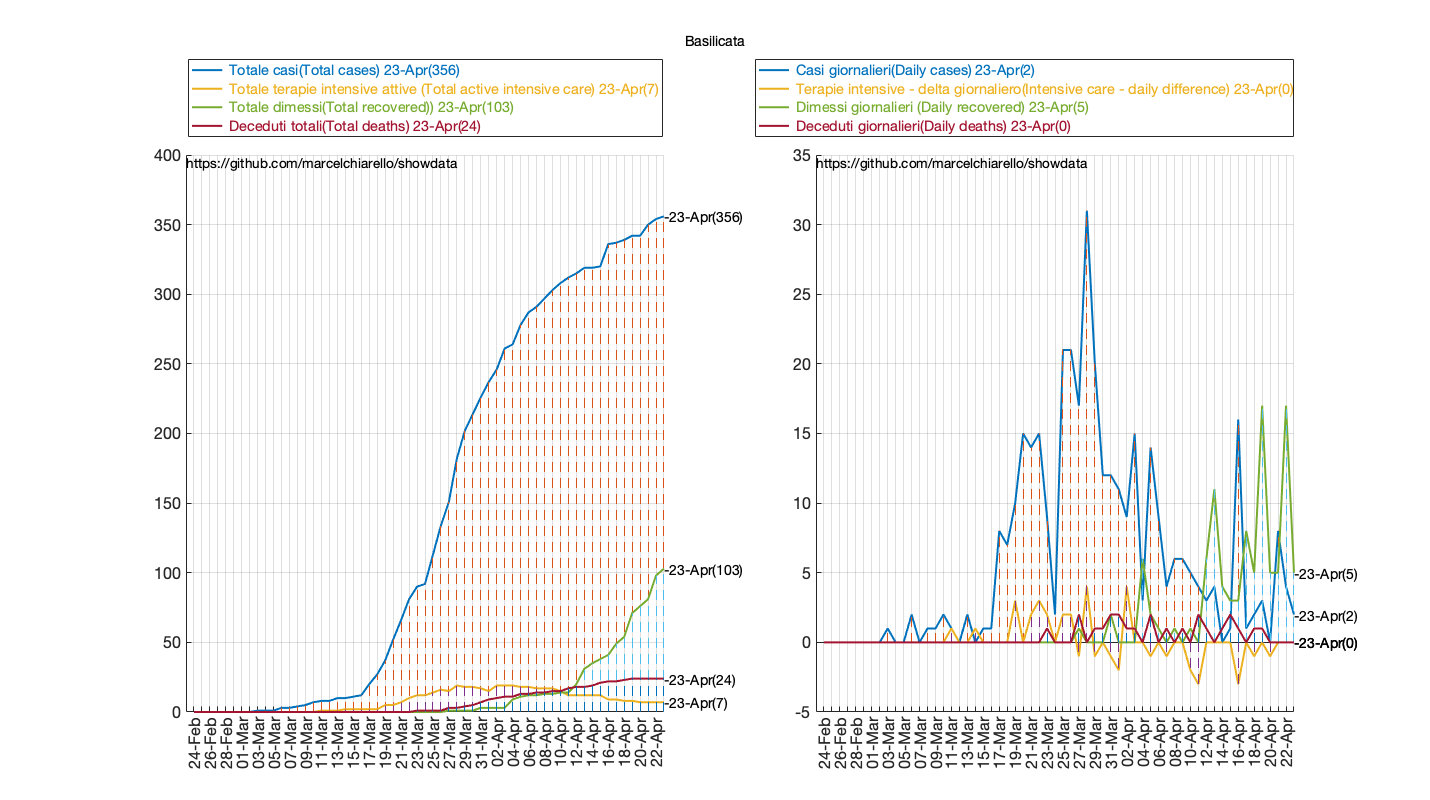 Basilicata
Totale casi(Total cases) 23-Apr(356)
Totale terapie intensive attive (Total active intensive care) 23-Apr(7)
Totale dimessi(Total recovered)) 23-Apr(103)
Deceduti totali(Total deaths) 23-Apr(24)
Casi giornalieri(Daily cases) 23-Apr(2)
Terapie intensive - delta giornaliero(Intensive care - daily difference) 23-Apr(0)
Dimessi giornalieri (Daily recovered) 23-Apr(5)
Deceduti giornalieri(Daily deaths) 23-Apr(0)
https://github.com/marcelchiarello/showdata
400
350
300
250
200
150
100
50
0
-23-Apr(356)
-23-Apr(103)
-23-Apr(24)
-23-Apr(7)
24-Feb
26-Feb
28-Feb
01-Mar
03-Mar
05-Mar
07-Mar
09-Mar
11-Mar
13-Mar
15-Mar
17-Mar
19-Mar
21-Mar
23-Mar
25-Mar
27-Mar
29-Mar
31-Mar
02-Apr
04-Apr
06-Apr
08-Apr
10-Apr
12-Apr
14-Apr
16-Apr
18-Apr
20-Apr
22-Apr
https://github.com/marcelchiarello/showdata
35
30
25
20
15
10
5
0
-5
-23-Apr(5)
-23-Apr(2)
-23-Apr(0)
24-Feb
26-Feb
28-Feb
01-Mar
03-Mar
05-Mar
07-Mar
09-Mar
11-Mar
13-Mar
15-Mar
17-Mar
19-Mar
21-Mar
23-Mar
25-Mar
27-Mar
29-Mar
31-Mar
02-Apr
04-Apr
06-Apr
08-Apr
10-Apr
12-Apr
14-Apr
16-Apr
18-Apr
20-Apr
22-Apr